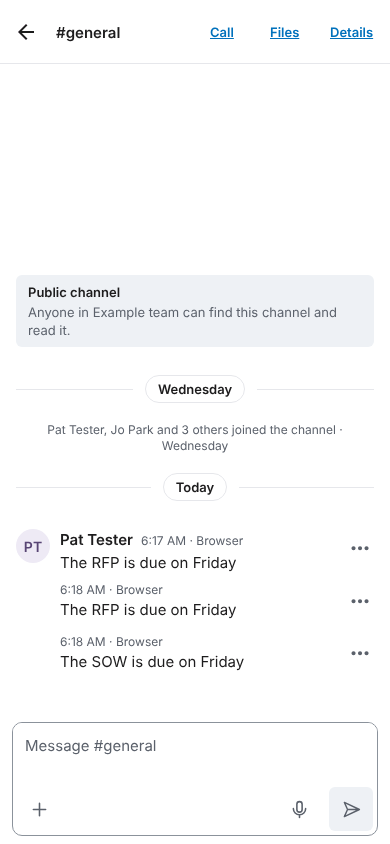 #general
Call
Files
Details
Public channel
Anyone in Example team can find this channel and
read it.
Wednesday
Pat Tester, Jo Park and 3 others joined the channel ·
Wednesday
Today
PT
Pat Tester 6:17 AM · Browser
The RFP is due on Friday
6:18 AM · Browser
The RFP is due on Friday
6:18 AM · Browser
The SOW is due on Friday
Message #general